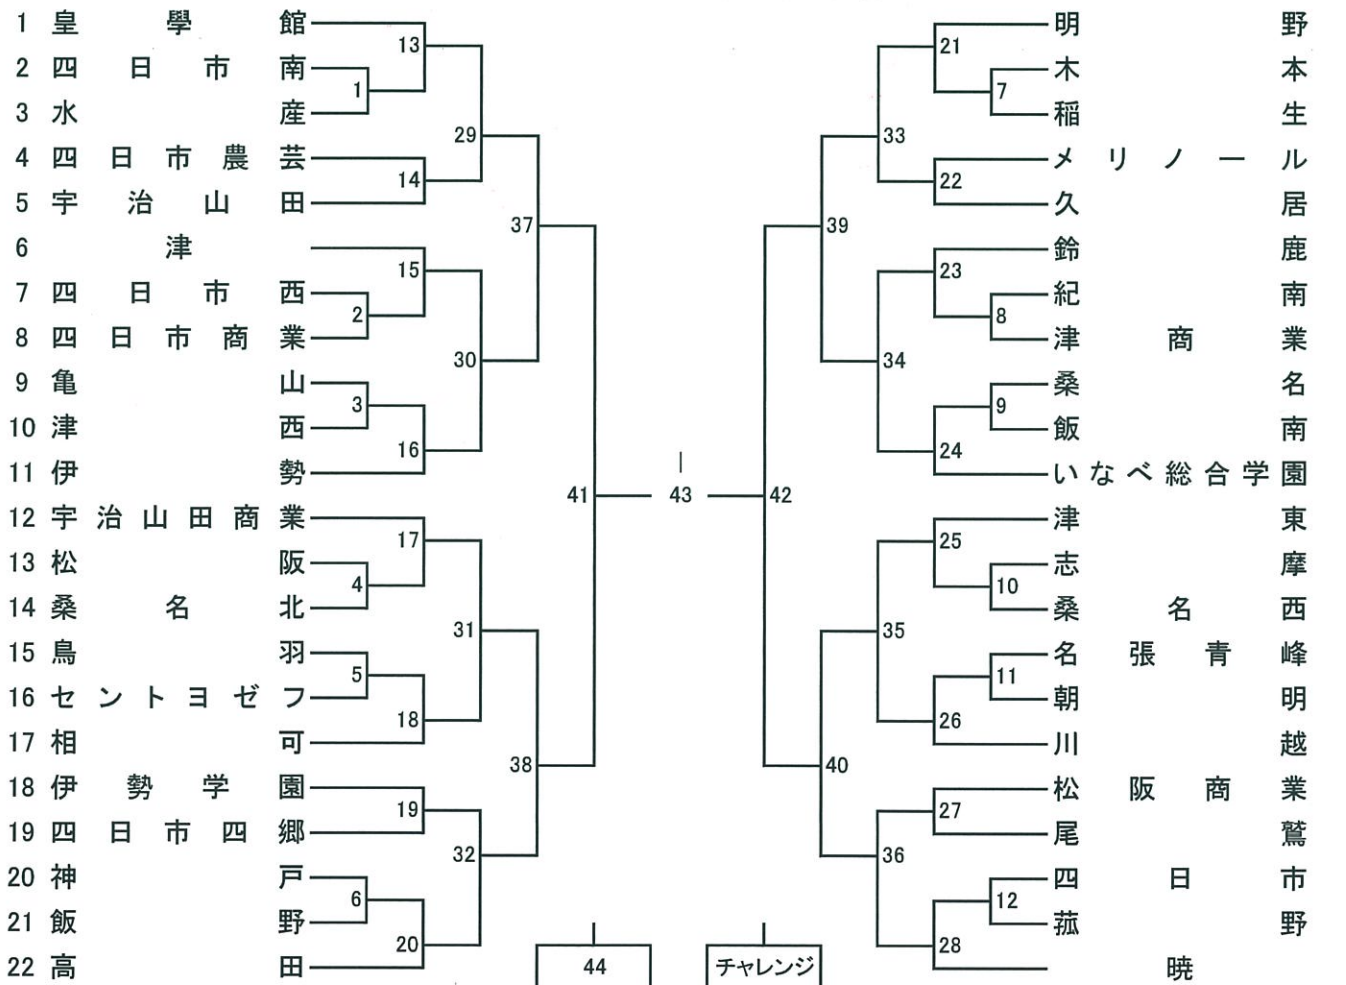 1 皇學館
2 四日市南
3 水産
4 四日市農芸
5 宇治山田
6 津
7 四日市西
8 四日市商業
9 亀山
10 津西
11 伊勢
12 宇治山田商業
13 松阪
14 桑名北
15 鳥羽
16 セントヨゼフ
17 相可
18 伊勢学園
19 四日市四郷
20 神戸
21 飯野
22 高田
13
1
29
14
37
15
2
30
3
16
41
17
4
31
5
18
38
19
32
6
20
43
44
チャレンジ
21
7
33
22
39
23
8
34
9
24
42
25
10
35
11
26
40
27
36
12
28
明野
木本
稲生
メリノール
久居
鈴鹿
紀南
津商業
桑名
飯南
いなべ総合学園
津東
志摩
桑名西
名張青峰
朝明
川越
松阪商業
尾鷲
四日市
菰野
暁